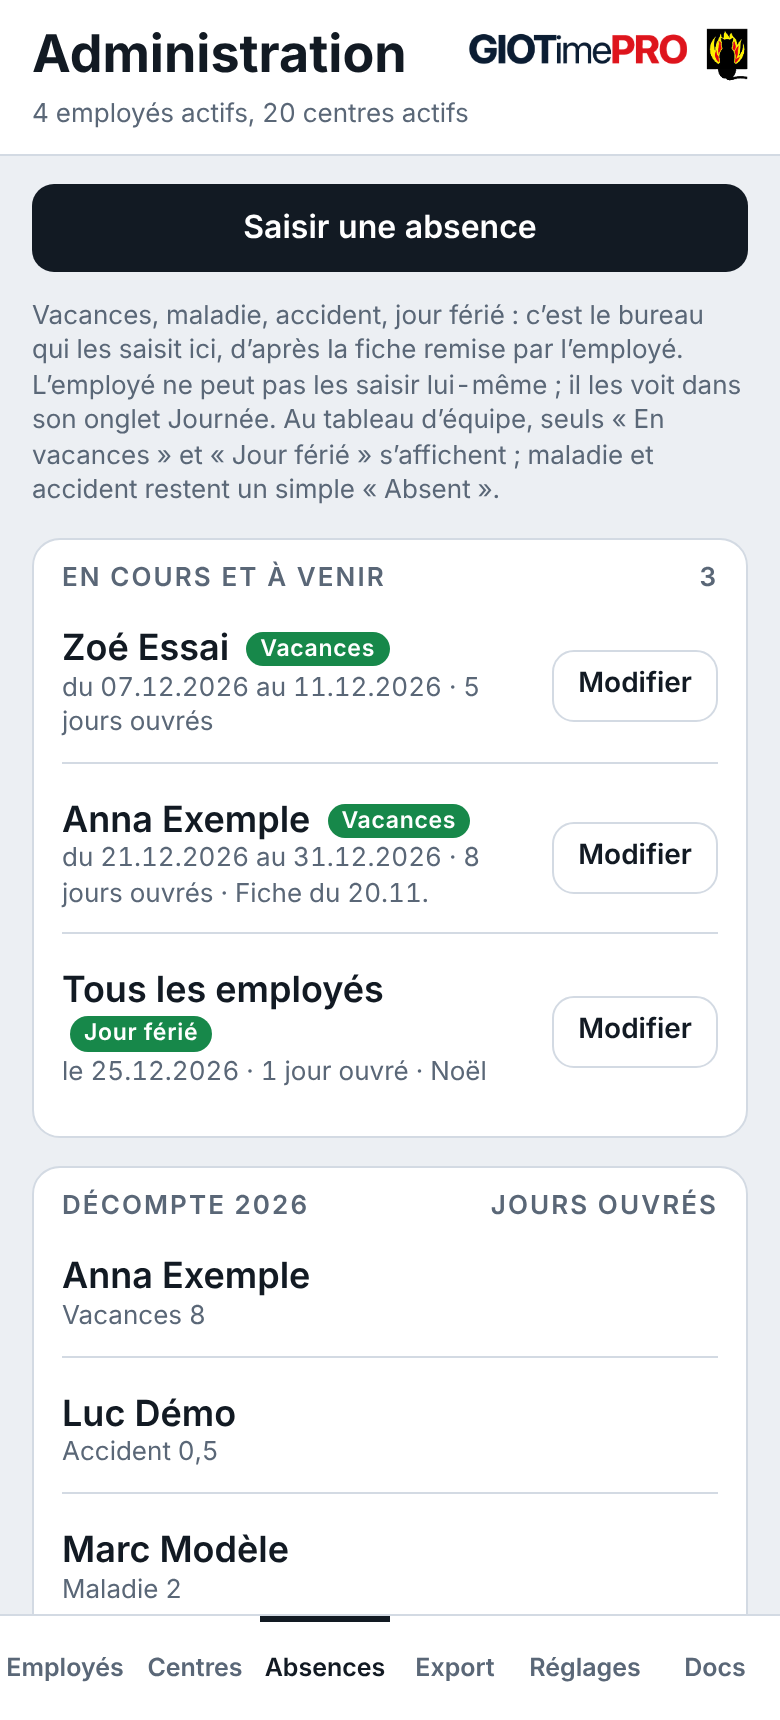 Administration
GIOTimePRO
4 employés actifs, 20 centres actifs
Saisir une absence
Vacances, maladie, accident, jour férié : c’est le bureau
qui les saisit ici, d’après la fiche remise par l’employé.
L’employé ne peut pas les saisir lui-même ; il les voit dans
son onglet Journée. Au tableau d’équipe, seuls « En
vacances » et « Jour férié » s’affichent ; maladie et
accident restent un simple « Absent ».
EN COURS ET À VENIR 3
Zoé Essai Vacances
du 07.12.2026 au 11.12.2026 · 5
jours ouvrés
Modifier
Anna Exemple Vacances
du 21.12.2026 au 31.12.2026 · 8
jours ouvrés · Fiche du 20.11.
Modifier
Tous les employés
Jour férié
le 25.12.2026 · 1 jour ouvré · Noël
Modifier
DÉCOMPTE 2026 JOURS OUVRÉS
Anna Exemple
Vacances 8
Luc Démo
Accident 0,5
Marc Modèle
Maladie 2
Employés Centres Absences Export Réglages Docs